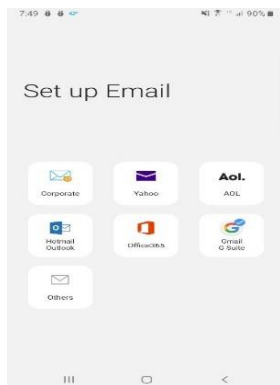 7:49
90%
Set up Email
Corporate
Yahoo
Aol.
AOL
Hotmail
Outlook
Office365
Gmail
G Suite
Others